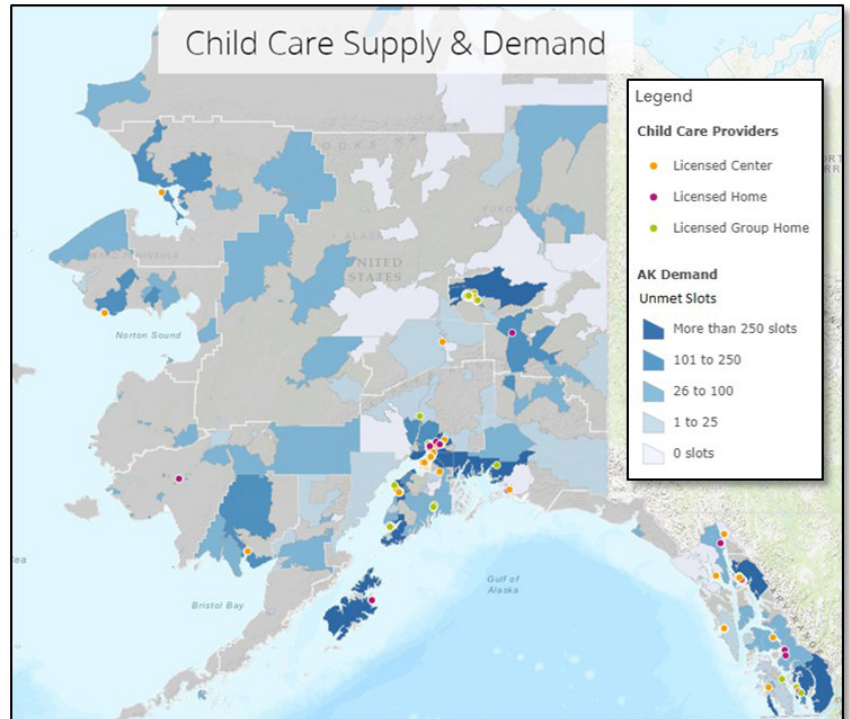 Child Care Supply & Demand
Legend
Child Care Providers
Licensed Center
Licensed Home
Licensed Group Home
AK Demand
Unmet Slots
More than 250 slots
101 to 250
26 to 100
1 to 25
0 slots
UNITED
STATES
Norton Sound
Bristol Bay
Gulf of
Alaska